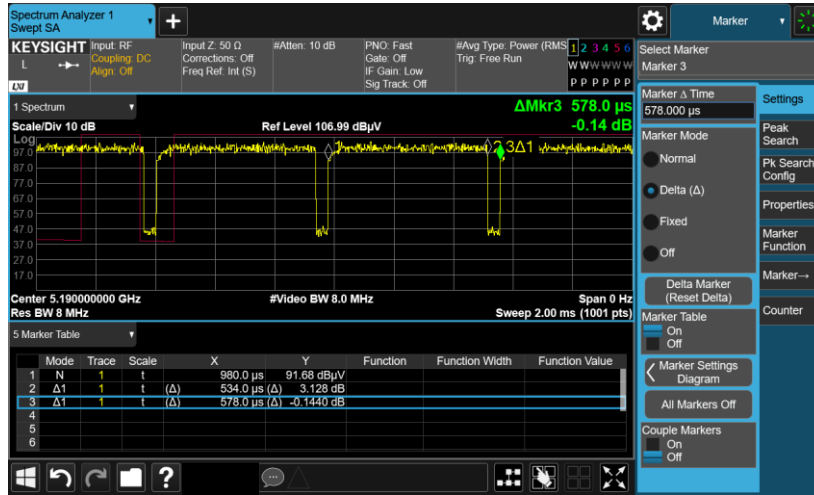 Spectrum Analyzer 1
Swept SA
Marker
KEYSIGHT
L
LXI
Input: RF
Coupling: DC
Align: Off
Input Z: 50 Ω
Corrections: Off
Freq Ref: Int (S)
#Atten: 10 dB
PNO: Fast
Gate: Off
IF Gain: Low
Sig Track: Off
#Avg Type: Power (RMS
Trig: Free Run
1 2 3 4 5 6
W W W W W W
P P P P P P
Select Marker
Marker 3
1 Spectrum
ΔMkr3 578.0 µs
-0.14 dB
Scale/Div 10 dB
Ref Level 106.99 dBµV
Log
97.0
87.0
77.0
67.0
57.0
47.0
37.0
27.0
17.0
1
2
3Δ1
Center 5.190000000 GHz
#Video BW 8.0 MHz
Span 0 Hz
Res BW 8 MHz
Sweep 2.00 ms (1001 pts)
5 Marker Table
Mode Trace Scale X Y Function Function Width Function Value
1 N 1 t 980.0 µs 91.68 dBµV
2 Δ1 1 t (Δ) 534.0 µs (Δ) 3.128 dB
3 Δ1 1 t (Δ) 578.0 µs (Δ) -0.1440 dB
4
5
6
Marker Δ Time
578.000 µs
Marker Mode
Normal
Delta (Δ)
Fixed
Off
Delta Marker
(Reset Delta)
Marker Table
On
Off
Marker Settings
Diagram
All Markers Off
Couple Markers
On
Off
Settings
Peak
Search
Pk Search
Config
Properties
Marker
Function
Marker→
Counter
?